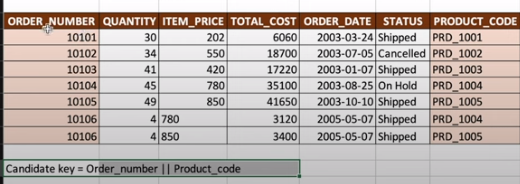 ORDER_NUMBER QUANTITY ITEM_PRICE TOTAL_COST ORDER_DATE STATUS PRODUCT_CODE
10101 30 202 6060 2003-03-24 Shipped PRD_1001
10102 34 550 18700 2003-07-05 Cancelled PRD_1002
10103 41 420 17220 2003-01-07 Shipped PRD_1003
10104 45 780 35100 2003-08-25 On Hold PRD_1004
10105 49 850 41650 2003-10-10 Shipped PRD_1005
10106 4 780 3120 2005-05-07 Shipped PRD_1004
10106 4 850 3400 2005-05-07 Shipped PRD_1005
Candidate key = Order_number || Product_code